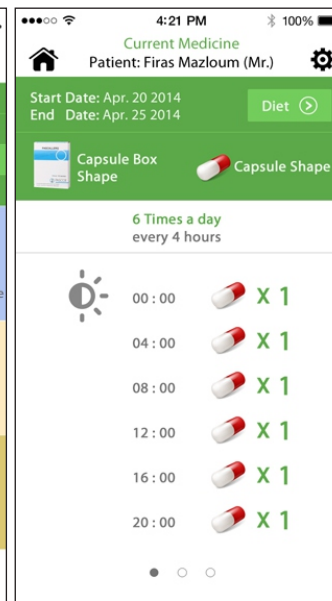 4:21 PM
100%
Current Medicine
Patient: Firas Mazloum (Mr.)
Start Date: Apr. 20 2014
End Date: Apr. 25 2014
Diet
Capsule Box
Shape
Capsule Shape
6 Times a day
every 4 hours
00 : 00 X 1
04 : 00 X 1
08 : 00 X 1
12 : 00 X 1
16 : 00 X 1
20 : 00 X 1